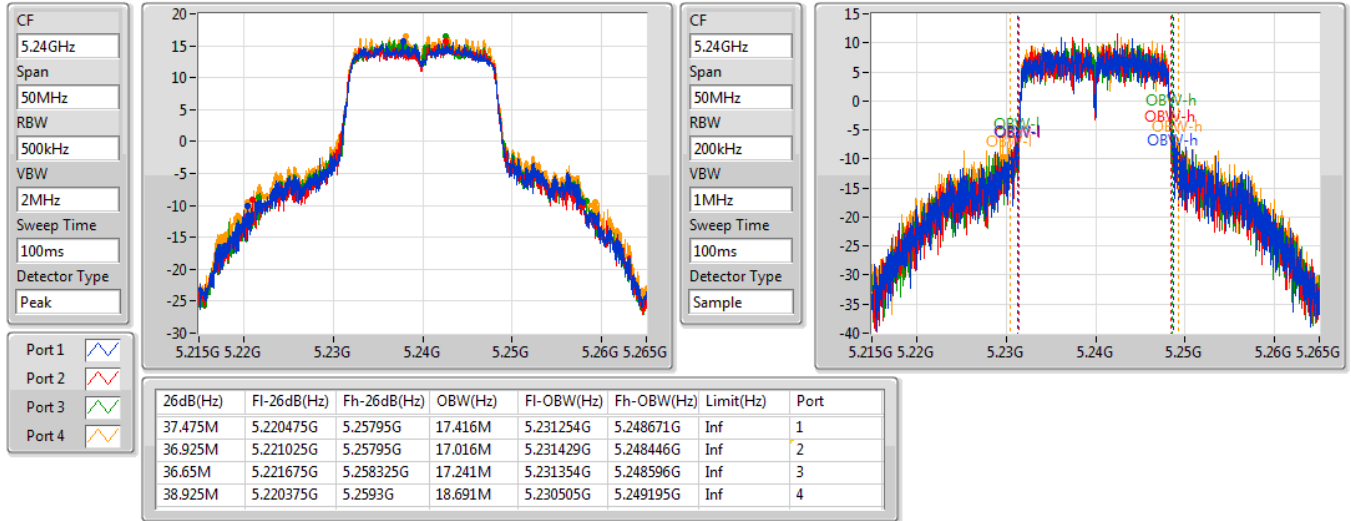 CF
5.24GHz
Span
50MHz
RBW
500kHz
VBW
2MHz
Sweep Time
100ms
Detector Type
Peak
20
15
10
5
0
-5
-10
-15
-20
-25
-30
5.215G 5.22G 5.23G 5.24G 5.25G 5.26G 5.265G
CF
5.24GHz
Span
50MHz
RBW
200kHz
VBW
1MHz
Sweep Time
100ms
Detector Type
Sample
15
10
5
0
-5
-10
-15
-20
-25
-30
-35
-40
OBW-h
OBW-l OBW-h
OBW-l OBW-h
OBW-l OBW-h
5.215G 5.22G 5.23G 5.24G 5.25G 5.26G 5.265G
Port 1
Port 2
Port 3
Port 4
26dB(Hz) Fl-26dB(Hz) Fh-26dB(Hz) OBW(Hz) Fl-OBW(Hz) Fh-OBW(Hz) Limit(Hz) Port
37.475M 5.220475G 5.25795G 17.416M 5.231254G 5.248671G Inf 1
36.925M 5.221025G 5.25795G 17.016M 5.231429G 5.248446G Inf 2
36.65M 5.221675G 5.258325G 17.241M 5.231354G 5.248596G Inf 3
38.925M 5.220375G 5.2593G 18.691M 5.230505G 5.249195G Inf 4